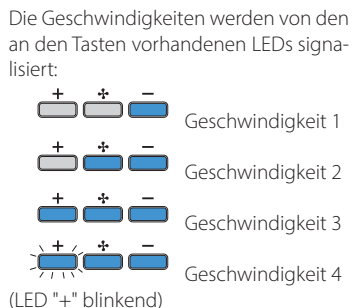 Die Geschwindigkeiten werden von den
an den Tasten vorhandenen LEDs signa-
lisiert:
+ −
Geschwindigkeit 1
+ −
Geschwindigkeit 2
+ −
Geschwindigkeit 3
+ −
Geschwindigkeit 4
(LED "+" blinkend)